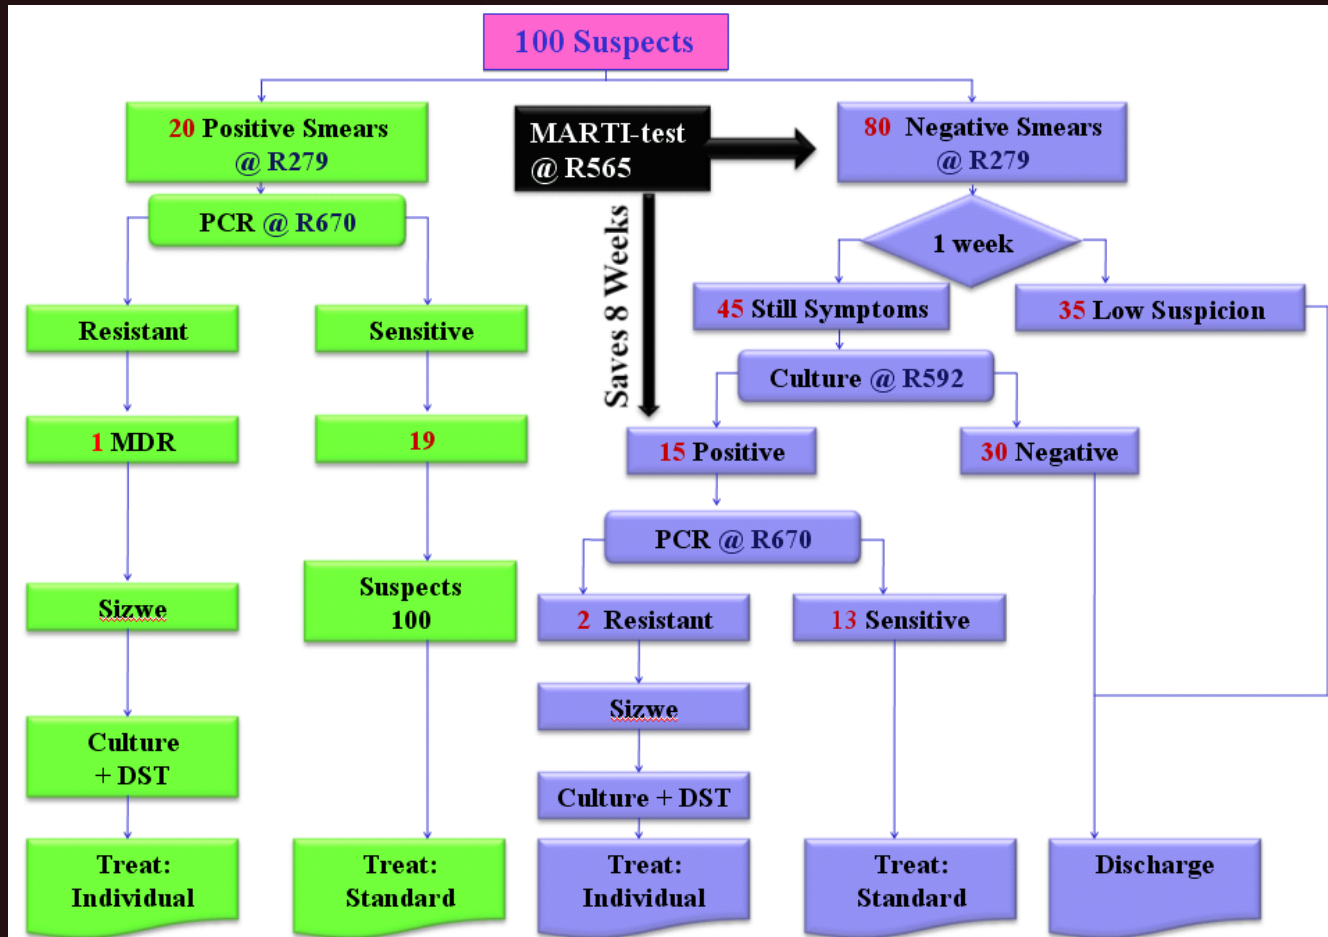 100 Suspects
20 Positive Smears
@ R279
MARTI-test
@ R565
80 Negative Smears
@ R279
PCR @ R670
Saves 8 Weeks
1 week
Resistant
Sensitive
45 Still Symptoms
35 Low Suspicion
Culture @ R592
1 MDR
19
15 Positive
30 Negative
PCR @ R670
Sizwe
Suspects
100
2 Resistant
13 Sensitive
Sizwe
Culture
+ DST
Culture + DST
Treat:
Individual
Treat:
Standard
Treat:
Individual
Treat:
Standard
Discharge